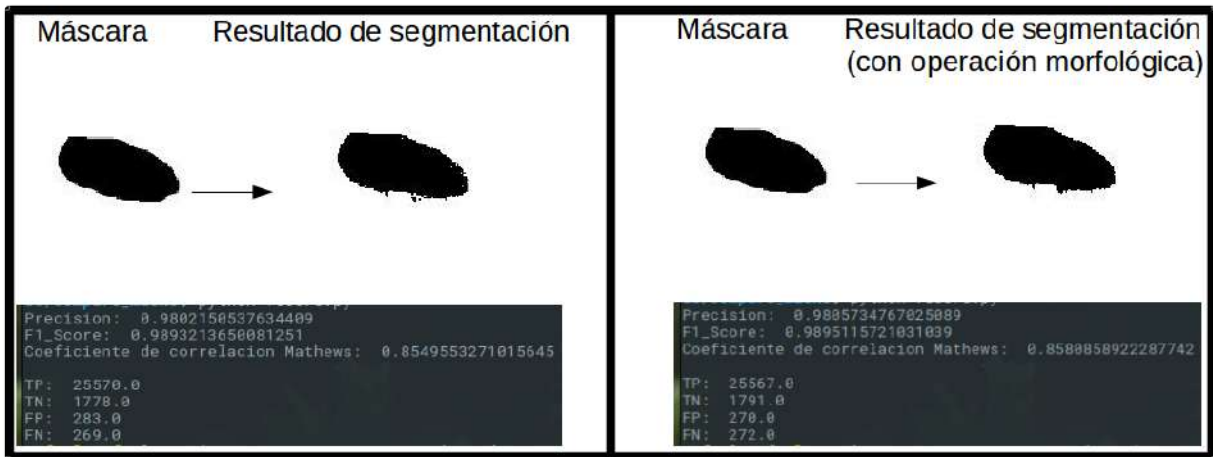 Máscara
Resultado de segmentación
Precision: 0.9802150537634409
F1_Score: 0.9893213650081251
Coeficiente de correlacion Mathews: 0.8549553271015645
TP: 25570.0
TN: 1778.0
FP: 283.0
FN: 269.0
Máscara
Resultado de segmentación
(con operación morfológica)
Precision: 0.9805734767025089
F1_Score: 0.9895115721031039
Coeficiente de correlacion Mathews: 0.8580858922287742
TP: 25567.0
TN: 1791.0
FP: 270.0
FN: 272.0